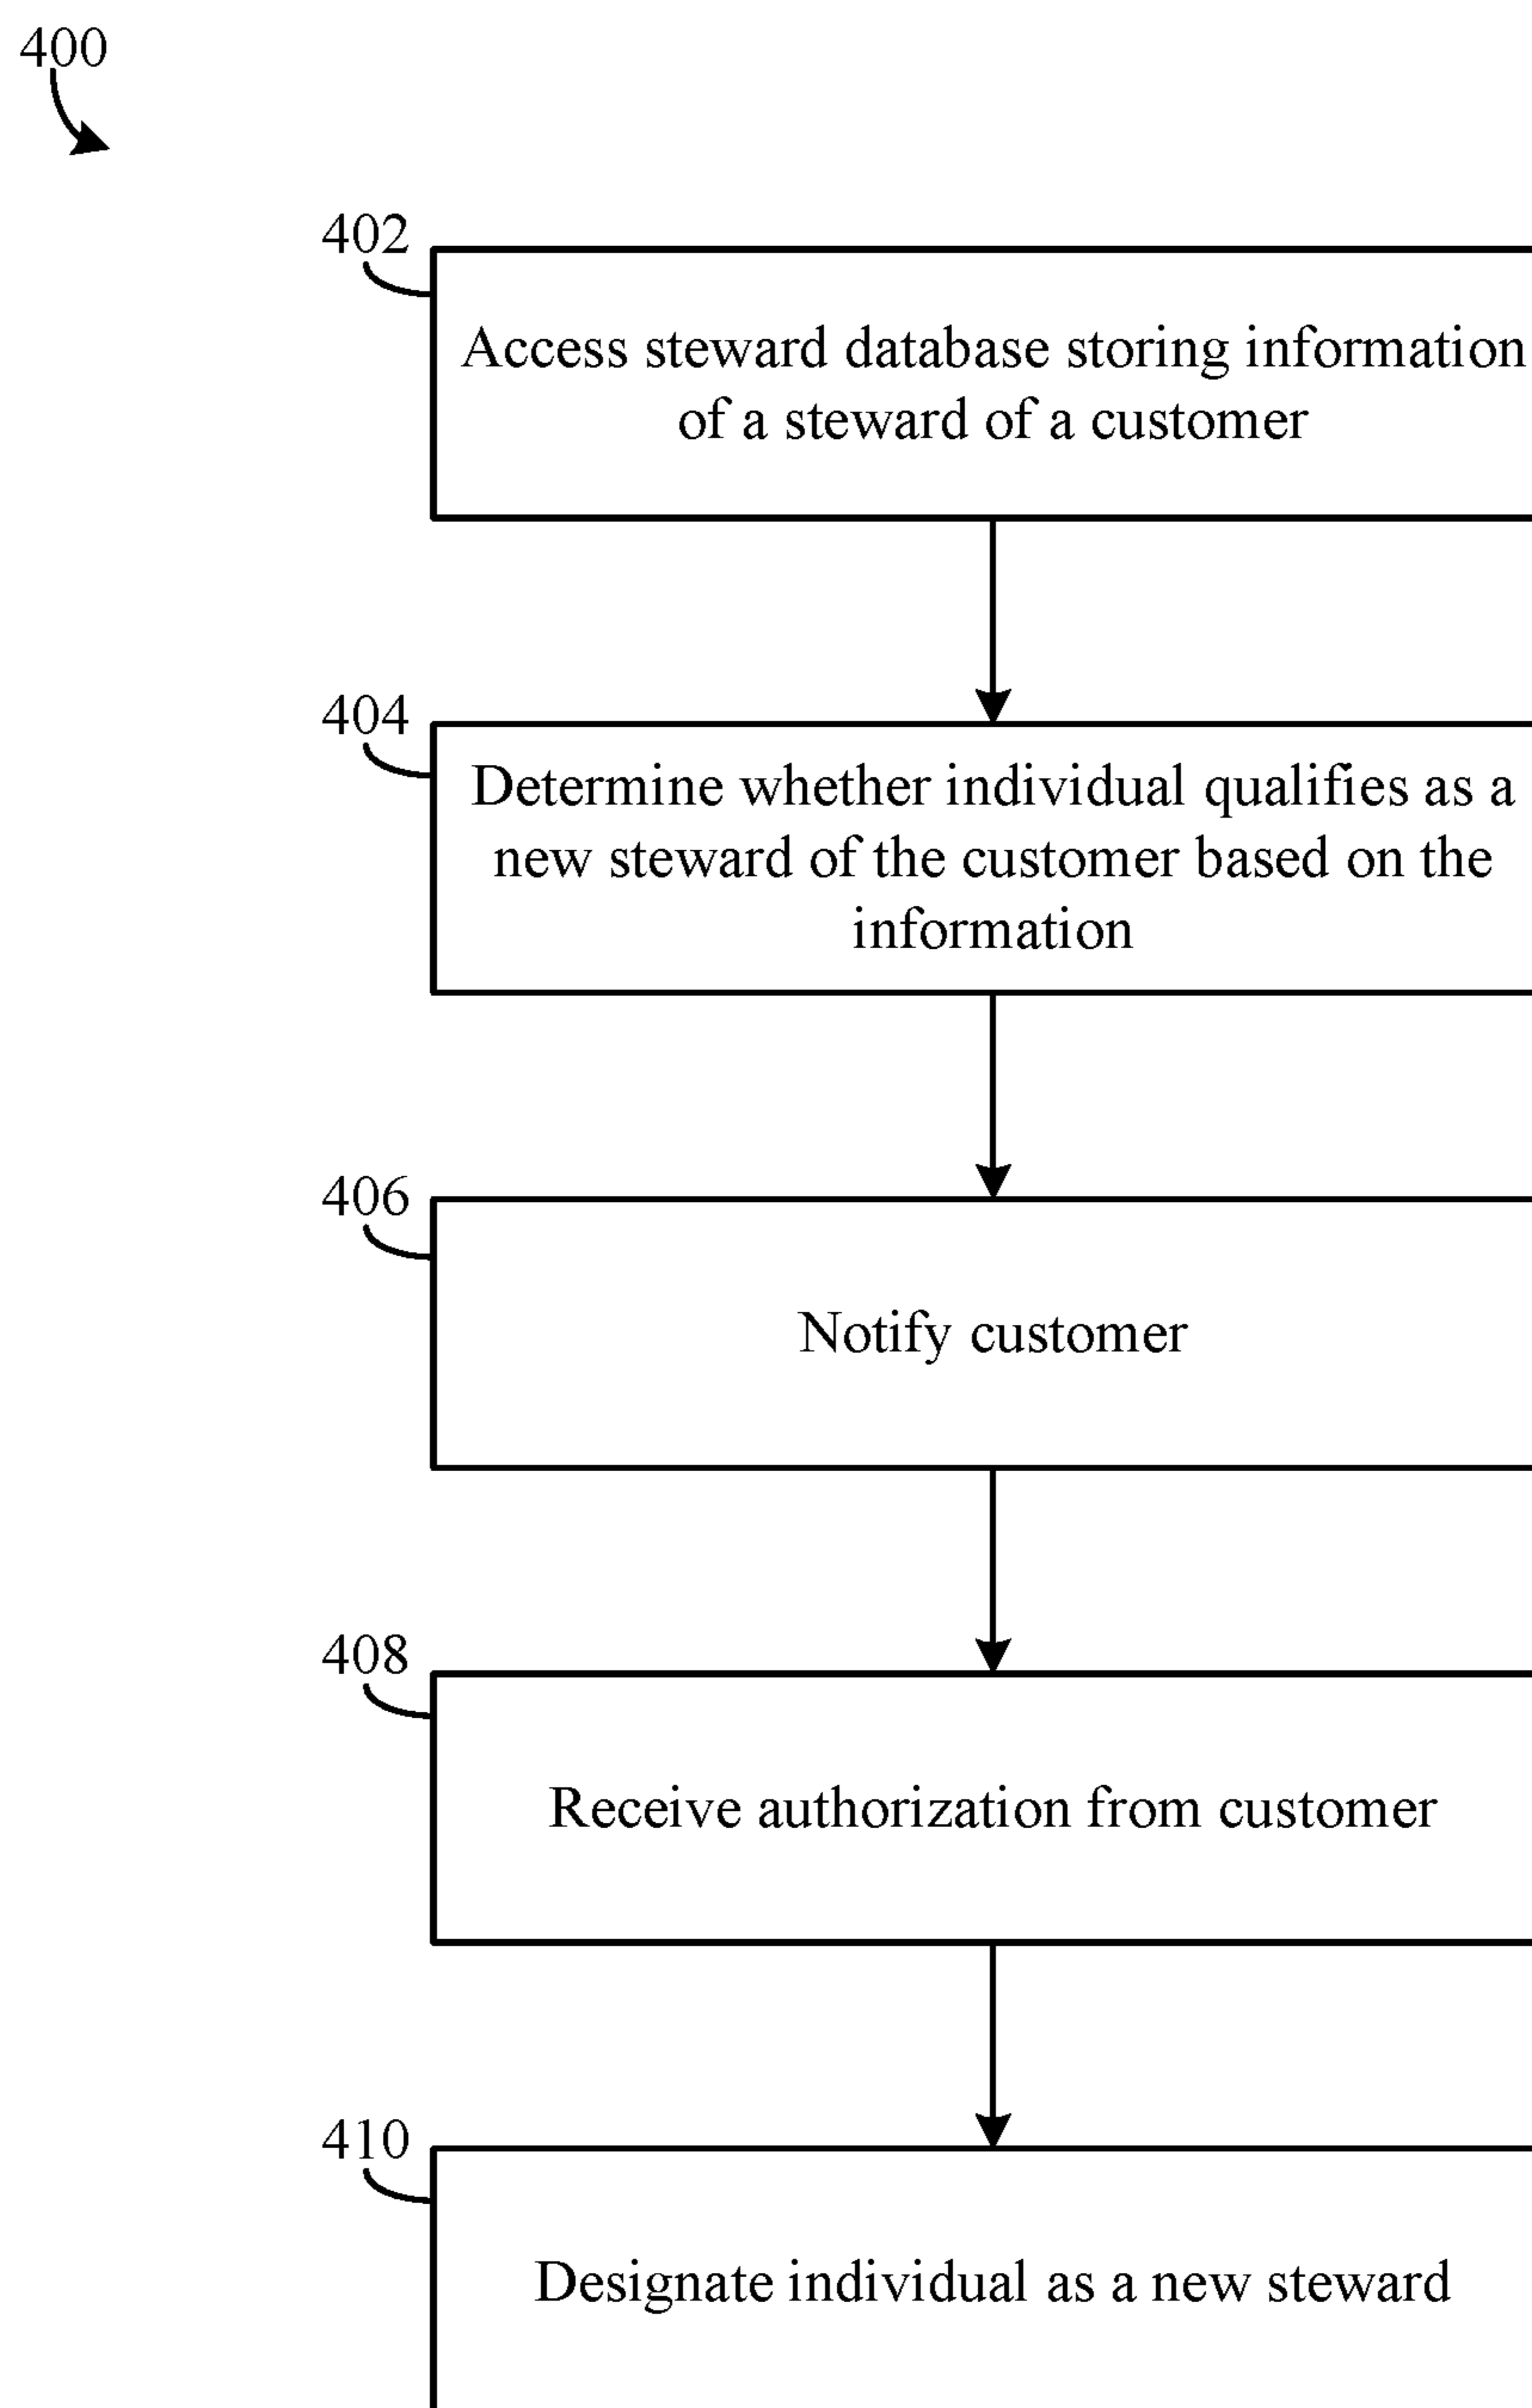 400
402
Access steward database storing information
of a steward of a customer
404
Determine whether individual qualifies as a
new steward of the customer based on the
information
406
Notify customer
408
Receive authorization from customer
410
Designate individual as a new steward